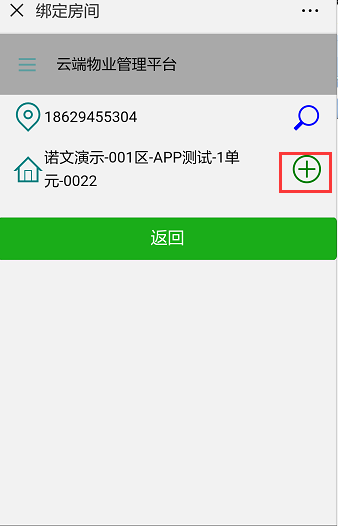 绑定房间
云端物业管理平台
18629455304
诺文演示-001区-APP测试-1单
元-0022
返回